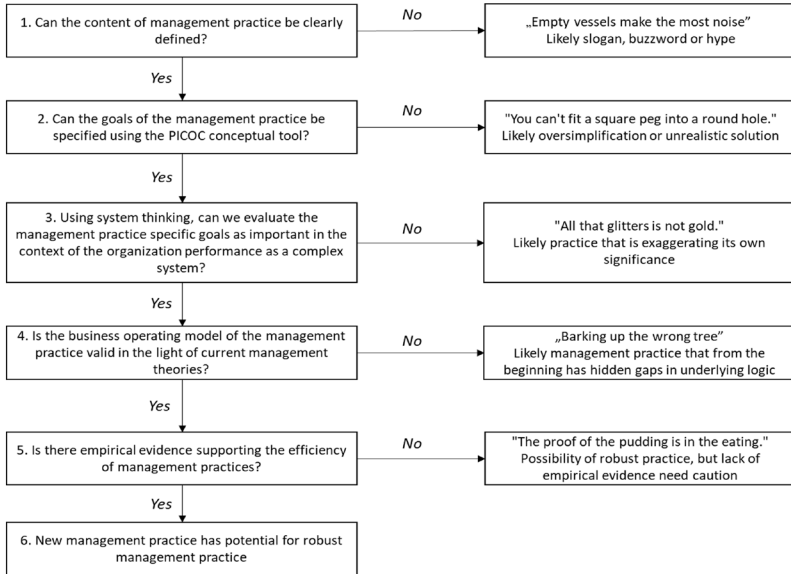 1. Can the content of management practice be clearly
defined?
No
„Empty vessels make the most noise”
Likely slogan, buzzword or hype
Yes
2. Can the goals of the management practice be
specified using the PICOC conceptual tool?
No
"You can't fit a square peg into a round hole."
Likely oversimplification or unrealistic solution
Yes
3. Using system thinking, can we evaluate the
management practice specific goals as important in the
context of the organization performance as a complex
system?
No
"All that glitters is not gold."
Likely practice that is exaggerating its own
significance
Yes
4. Is the business operating model of the management
practice valid in the light of current management
theories?
No
„Barking up the wrong tree”
Likely management practice that from the
beginning has hidden gaps in underlying logic
Yes
5. Is there empirical evidence supporting the efficiency
of management practices?
No
"The proof of the pudding is in the eating."
Possibility of robust practice, but lack of
empirical evidence need caution
Yes
6. New management practice has potential for robust
management practice